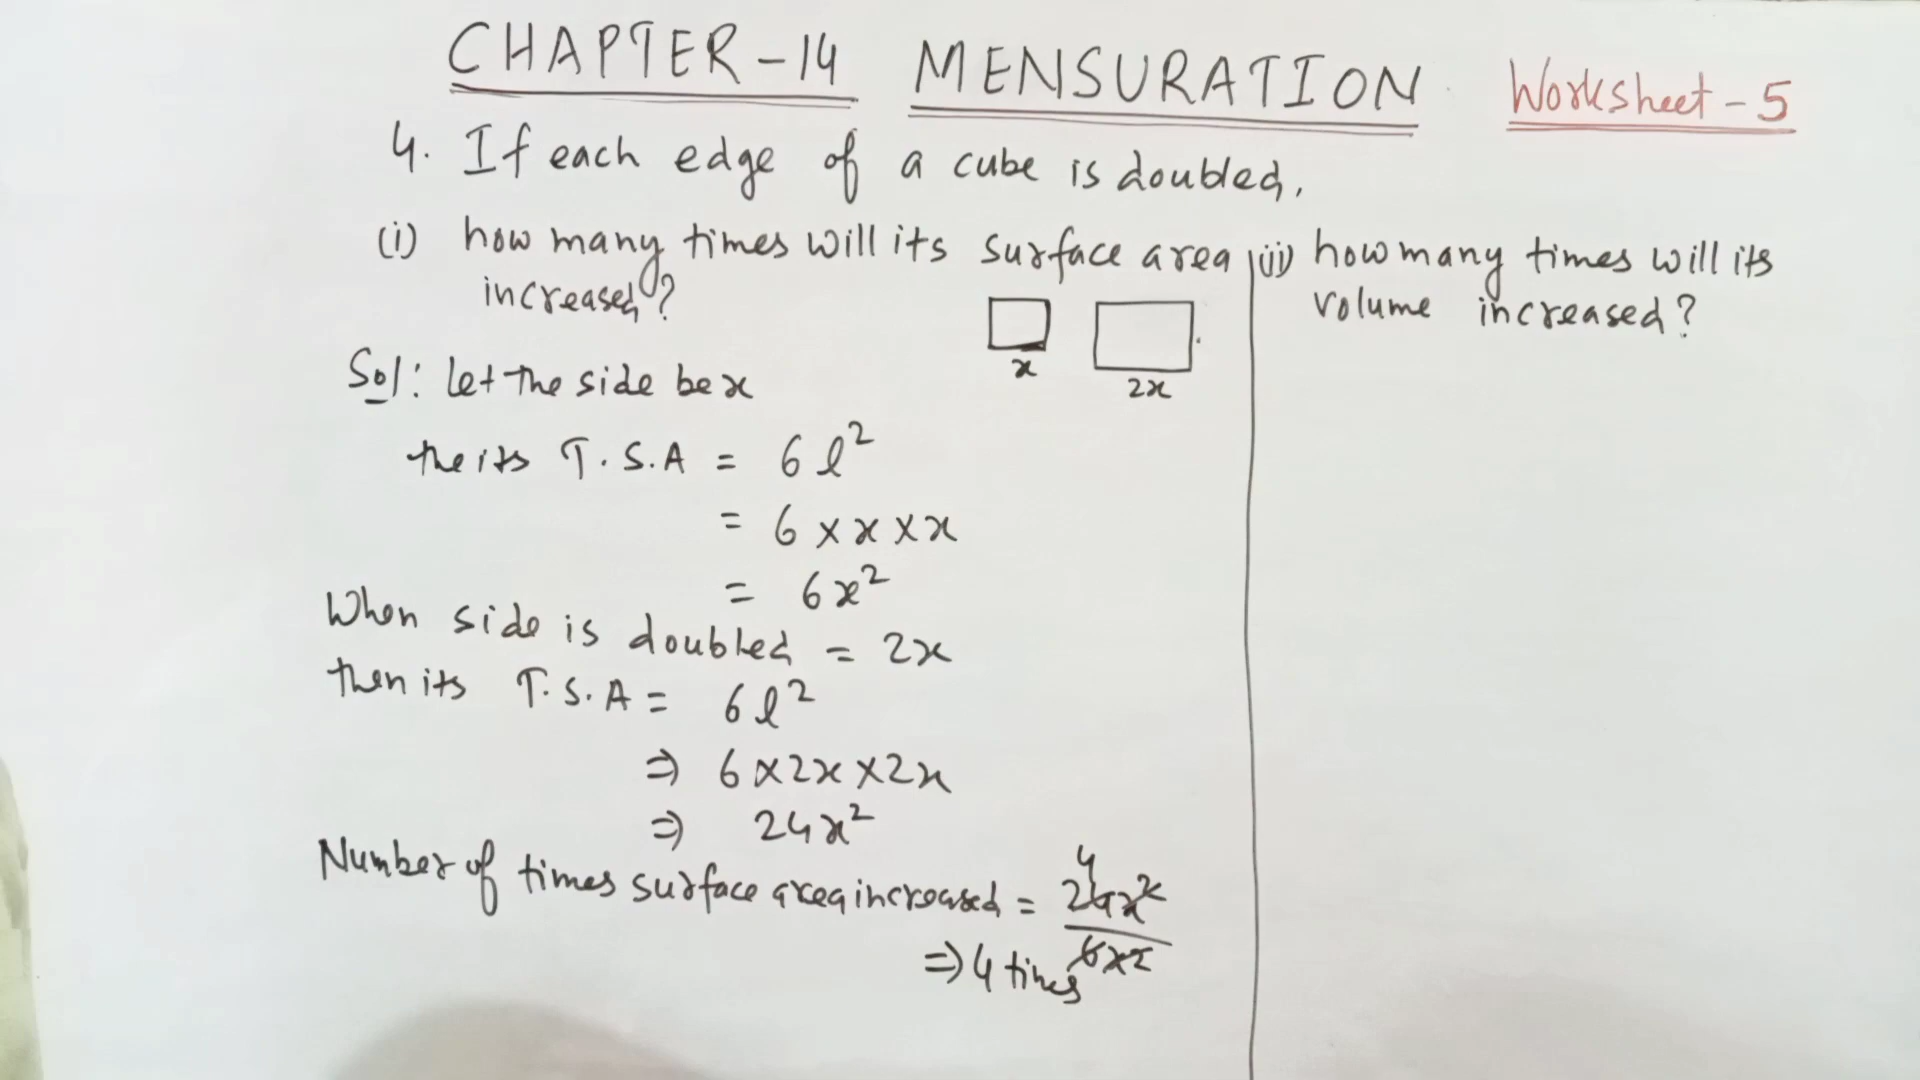 CHAPTER-14 MENSURATION Worksheet-5
4. If each edge of a cube is doubled,
(i) how many times will its surface area
increased?
x 2x
Sol: Let the side be x
the its T.S.A = 6l²
= 6 × x × x
= 6x²
When side is doubled = 2x
then its T.S.A = 6l²
⇒ 6×2x×2x
⇒ 24x²
Number of times surface area increased = 24x²/6x² 4
⇒ 4 times
(ii) how many times will its
volume increased?